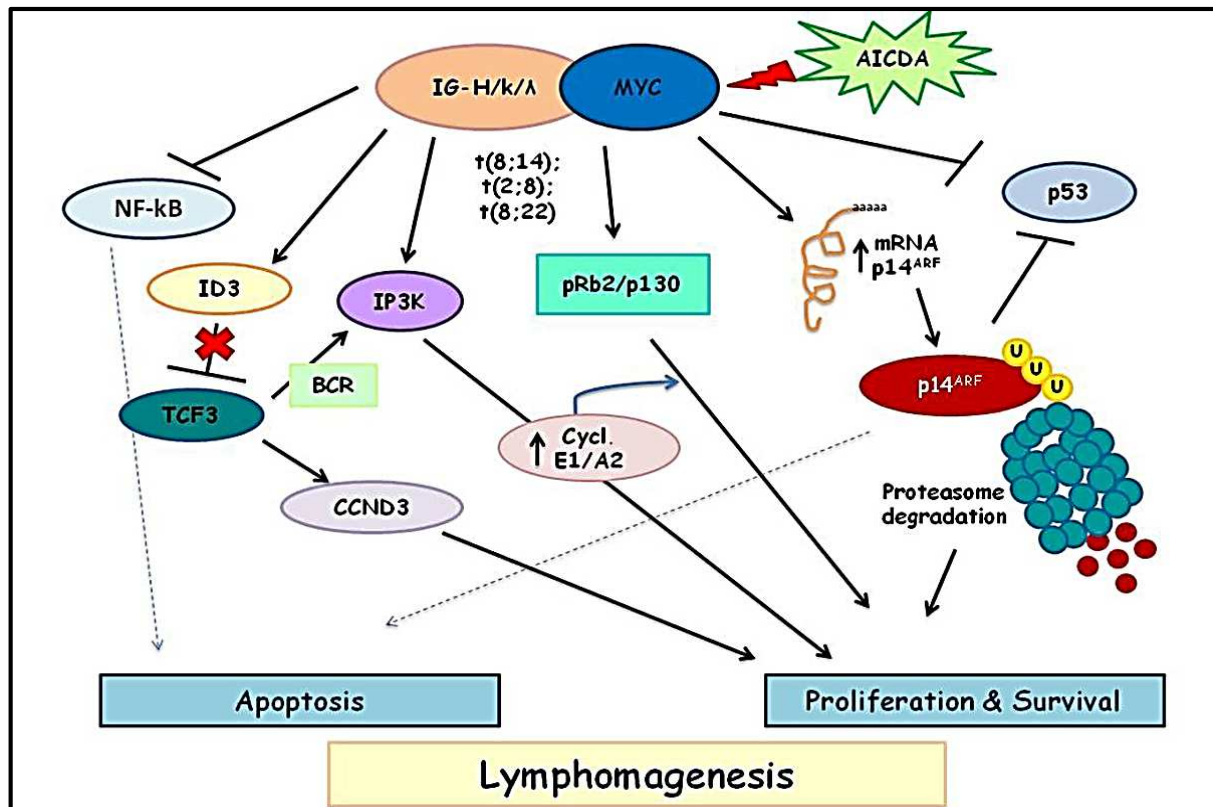 AICDA
IG-H/k/λ
MYC
t(8;14);
t(2;8);
t(8;22)
NF-kB
p53
aaaaa
mRNA
p14ARF
ID3
IP3K
pRb2/p130
BCR
TCF3
p14ARF
U
U
U
Cycl.
E1/A2
CCND3
Proteasome
degradation
Apoptosis
Proliferation & Survival
Lymphomagenesis